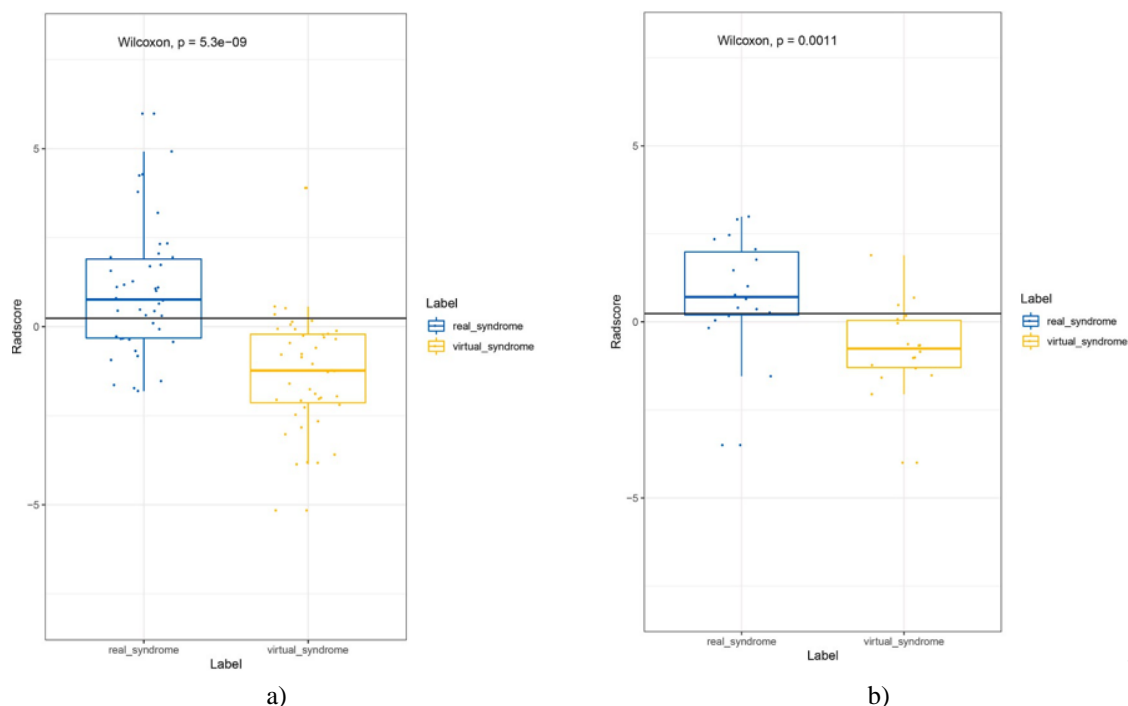 Wilcoxon, p = 5.3e−09
5
0
−5
Radscore
real_syndrome
virtual_syndrome
Label
Label
real_syndrome
virtual_syndrome
a)
Wilcoxon, p = 0.0011
5
0
−5
Radscore
real_syndrome
virtual_syndrome
Label
Label
real_syndrome
virtual_syndrome
b)